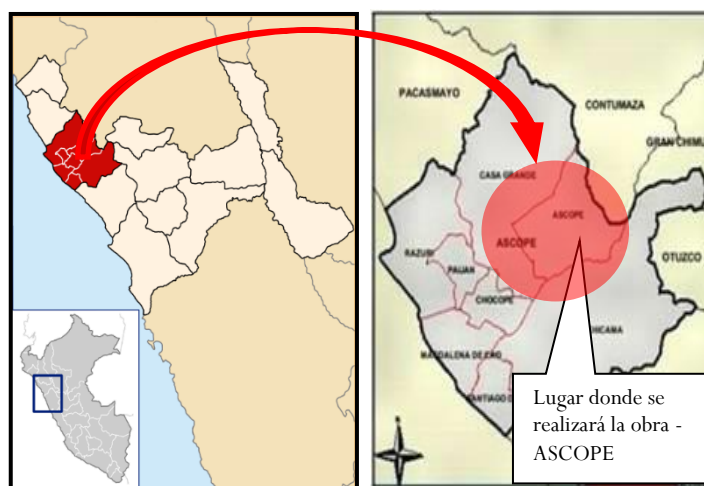 PACASMAYO
CONTUMAZA
GRAN CHIMU
CASA GRANDE
ASCOPE
ASCOPE
RAZURI
PAIJAN
OTUZCO
CHOCOPE
CHICAMA
MAGDALENA DE
SANTIAGO D
Lugar donde se
realizará la obra -
ASCOPE